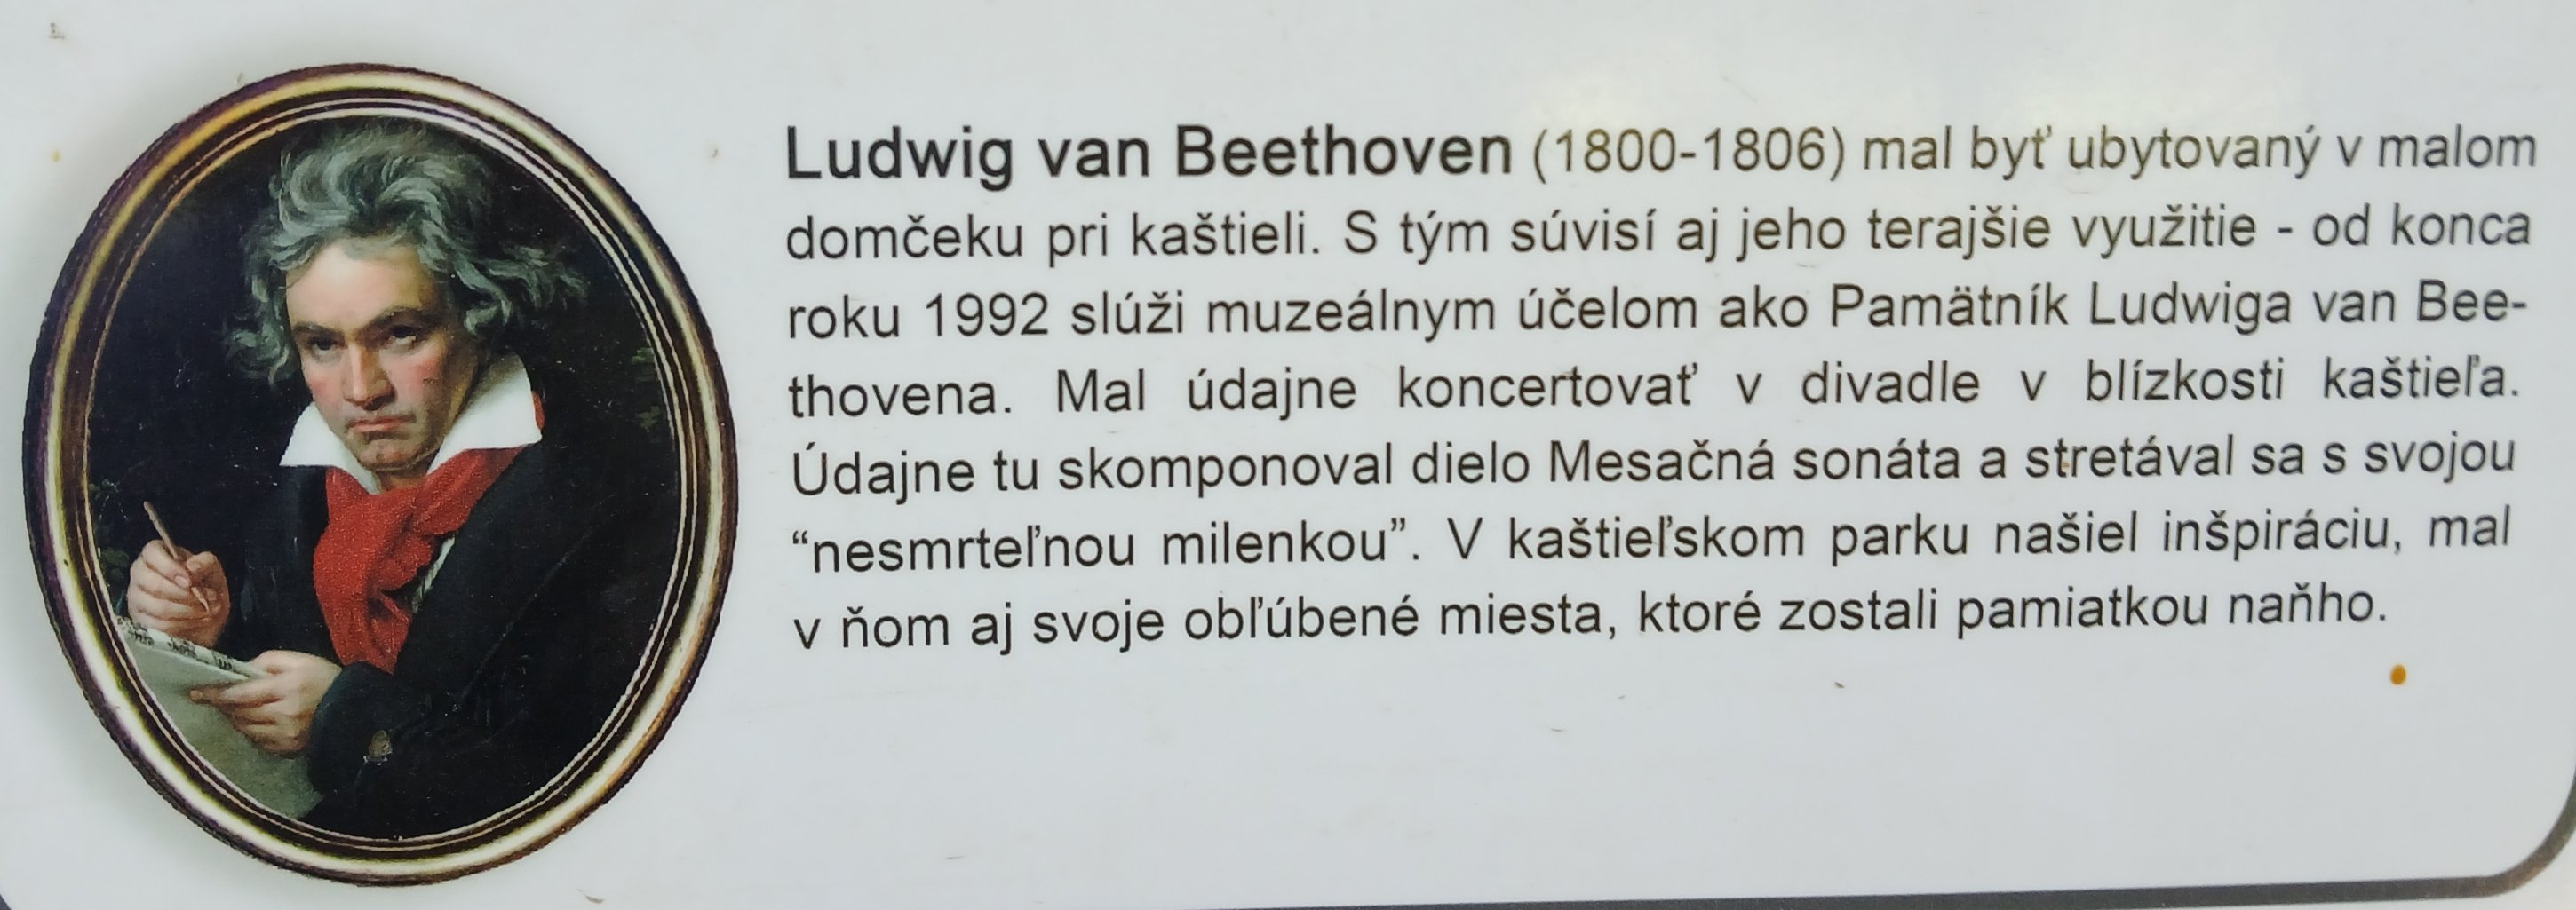 Ludwig van Beethoven (1800-1806) mal byť ubytovaný v malom
domčeku pri kaštieli. S tým súvisí aj jeho terajšie využitie - od konca
roku 1992 slúži muzeálnym účelom ako Pamätník Ludwiga van Bee-
thovena. Mal údajne koncertovať v divadle v blízkosti kaštieľa.
Údajne tu skomponoval dielo Mesačná sonáta a stretával sa s svojou
“nesmrteľnou milenkou”. V kaštieľskom parku našiel inšpiráciu, mal
v ňom aj svoje obľúbené miesta, ktoré zostali pamiatkou naňho.